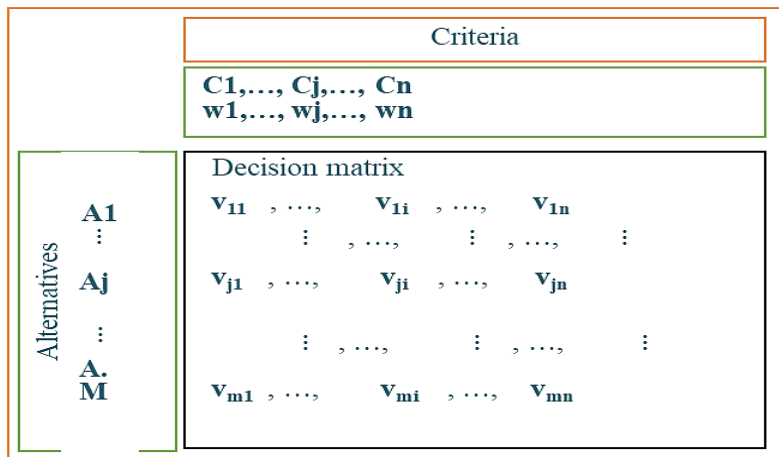 Criteria
C1,…, Cj,…, Cn
w1,…, wj,…, wn
Decision matrix
Alternatives
A1 v₁₁ , …, v₁ᵢ , …, v₁ₙ
⋮ ⋮ , …, ⋮ , …, ⋮
Aj vⱼ₁ , …, vⱼᵢ , …, vⱼₙ
⋮ ⋮ , …, ⋮ , …, ⋮
A.
M vₘ₁ , …, vₘᵢ , …, vₘₙ